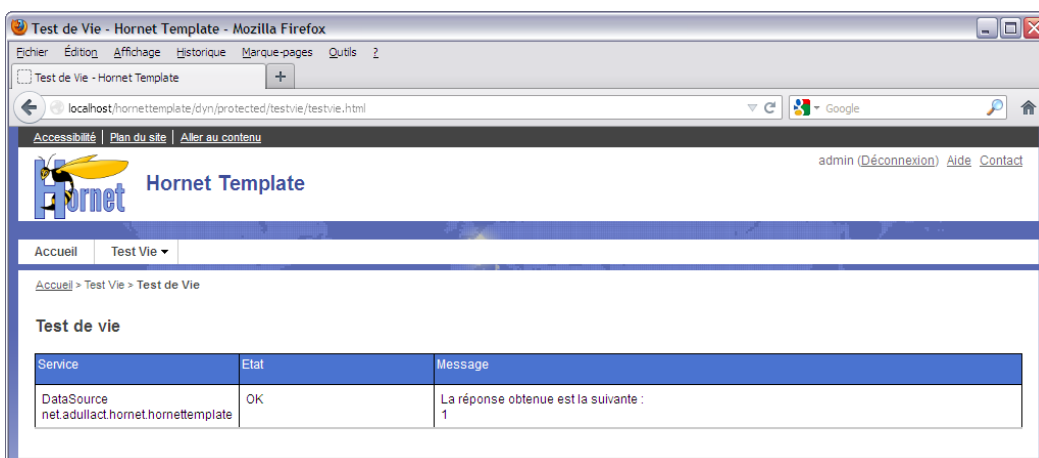 Test de Vie - Hornet Template - Mozilla Firefox
Fichier Édition Affichage Historique Marque-pages Outils ?
Test de Vie - Hornet Template +
localhost/hornettemplate/dyn/protected/testvie/testvie.html Google
Accessibilité | Plan du site | Aller au contenu
admin (Déconnexion) Aide Contact
Hornet Hornet Template
Accueil Test Vie
Accueil > Test Vie > Test de Vie
Test de vie
Service Etat Message
DataSource OK La réponse obtenue est la suivante :
net.adullact.hornet.hornettemplate 1